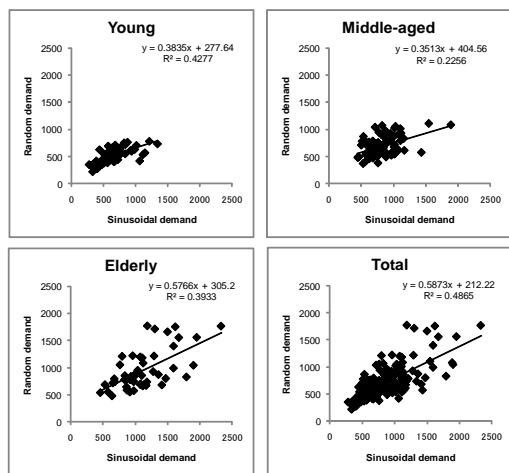 Young
y = 0.3835x + 277.64
R² = 0.4277
2500
2000
1500
1000
500
0
Random demand
0 500 1000 1500 2000 2500
Sinusoidal demand
Middle-aged
y = 0.3513x + 404.56
R² = 0.2256
2500
2000
1500
1000
500
0
Random demand
0 500 1000 1500 2000 2500
Sinusoidal demand
Elderly
y = 0.5766x + 305.2
R² = 0.3933
2500
2000
1500
1000
500
0
Random demand
0 500 1000 1500 2000 2500
Sinusoidal demand
Total
y = 0.5873x + 212.22
R² = 0.4865
2500
2000
1500
1000
500
0
Random demand
0 500 1000 1500 2000 2500
Sinusoidal demand